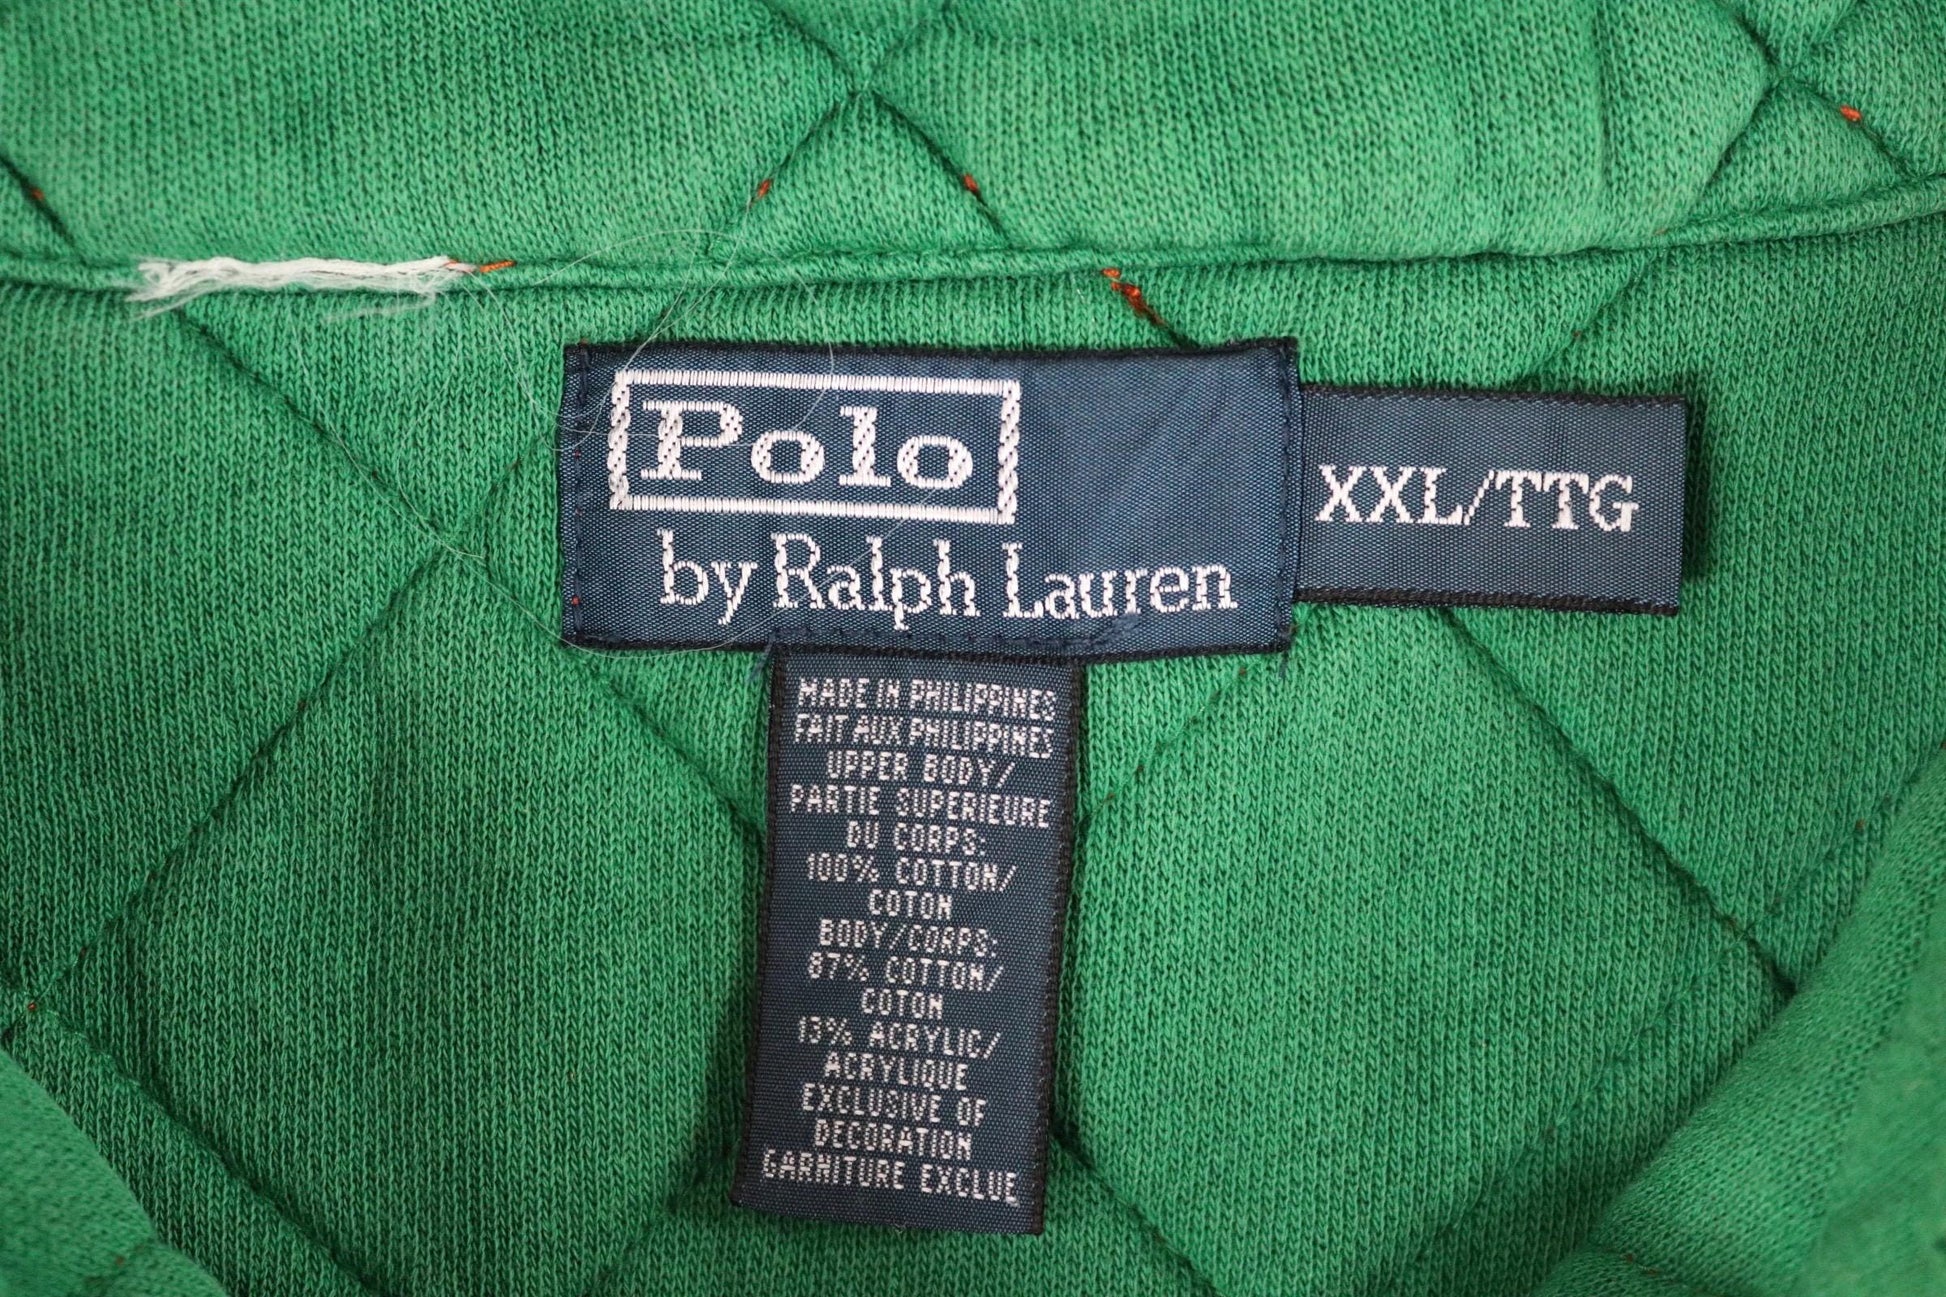 Polo
by Ralph Lauren
XXL/TTG
MADE IN PHILIPPINES
FAIT AUX PHILIPPINES
UPPER BODY/
PARTIE SUPERIEURE
DU CORPS:
100% COTTON/
COTON
BODY/CORPS:
87% COTTON/
COTON
13% ACRYLIC/
ACRYLIQUE
EXCLUSIVE OF
DECORATION
GARNITURE EXCLUE